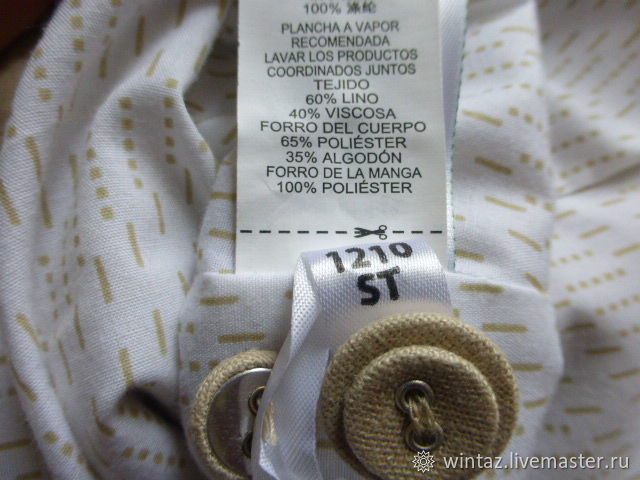 100% 涤纶
PLANCHA A VAPOR
RECOMENDADA
LAVAR LOS PRODUCTOS
COORDINADOS JUNTOS
TEJIDO
60% LINO
40% VISCOSA
FORRO DEL CUERPO
65% POLIÉSTER
35% ALGODÓN
FORRO DE LA MANGA
100% POLIÉSTER
1210
ST
wintaz.livemaster.ru